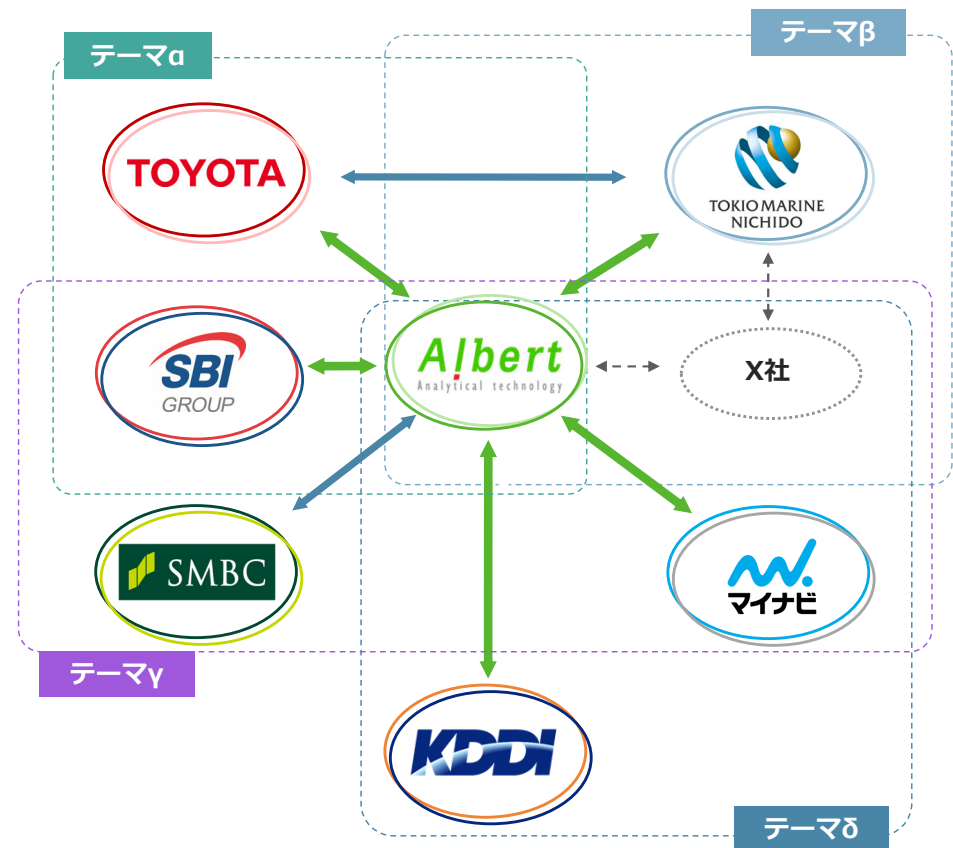 テーマα
テーマβ
TOYOTA
TOKIO MARINE
NICHIDO
SBI
GROUP
Albert
Analytical technology
X社
SMBC
マイナビ
テーマγ
KDDI
テーマδ